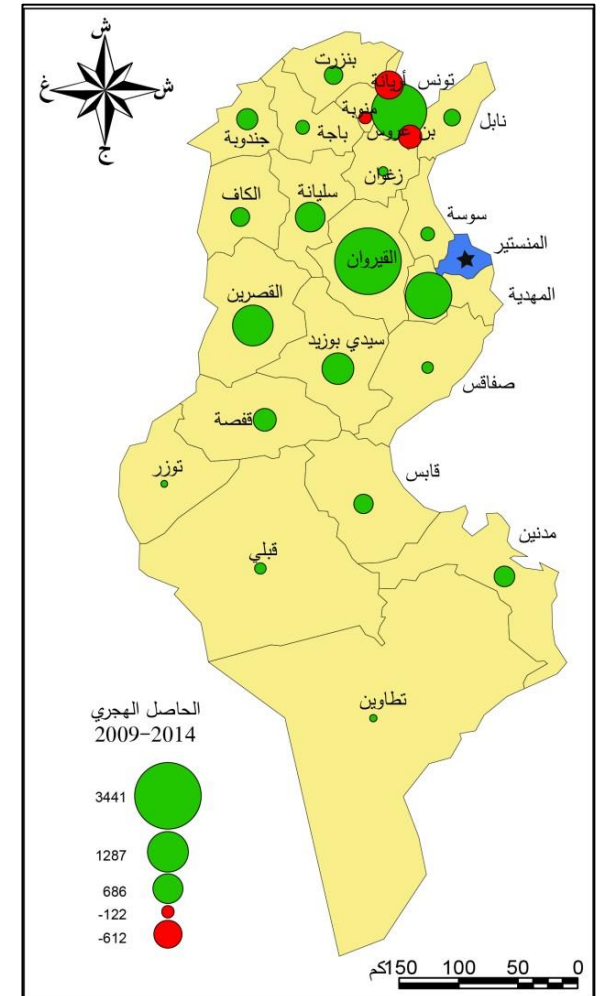 ش
غ
ش
ج
بنزرت
تونس
أريانة
منوبة
بن عروس
نابل
جندوبة
باجة
زغوان
الكاف
سليانة
سوسة
المنستير
القيروان
المهدية
القصرين
سيدي بوزيد
صفاقس
قفصة
توزر
قابس
قبلي
مدنين
تطاوين
الحاصل الهجري
2009-2014
3441
1287
686
-122
-612
كم 150 100 50 0